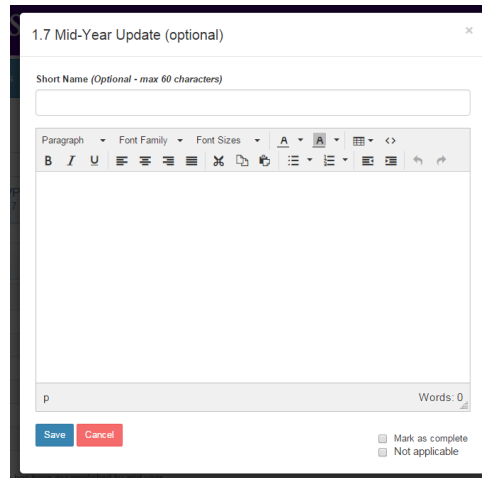 1.7 Mid-Year Update (optional)
×
Short Name (Optional - max 60 characters)
Paragraph Font Family Font Sizes A A <>
B I U
p Words: 0
Save Cancel
Mark as complete
Not applicable